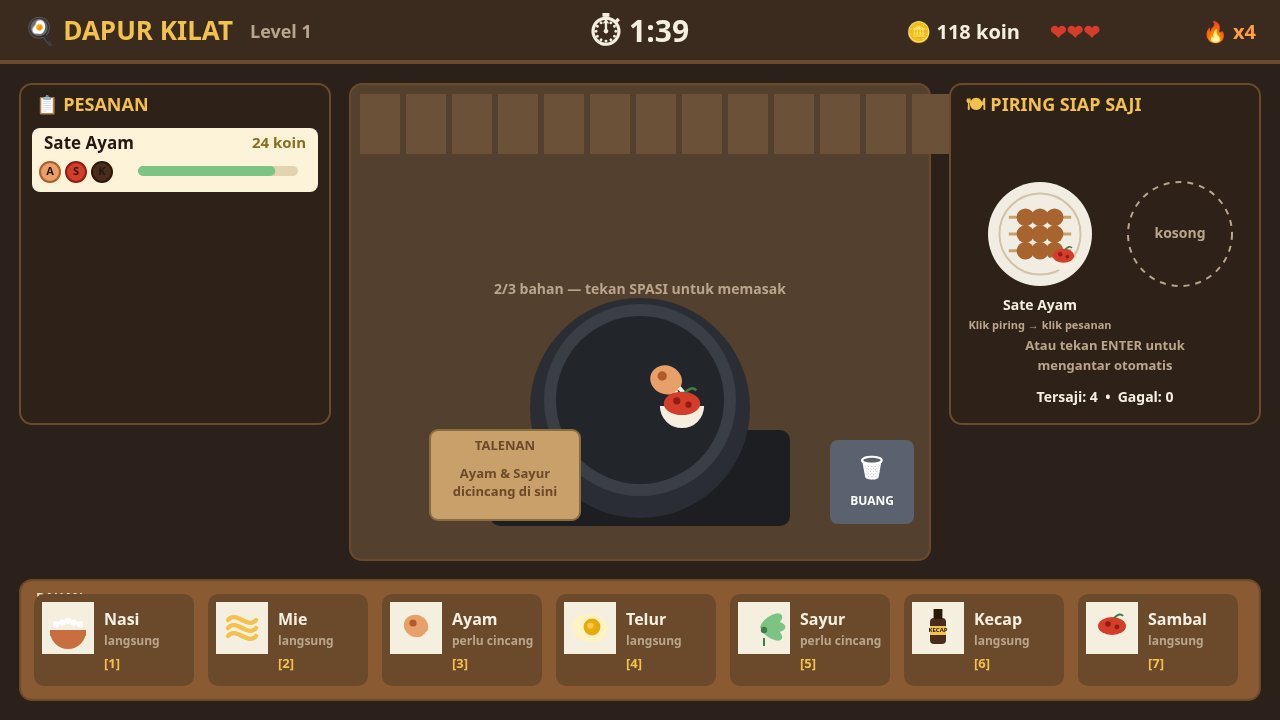 DAPUR KILAT Level 1
1:39
118 koin
x4
PESANAN
Sate Ayam 24 koin
A S K
2/3 bahan — tekan SPASI untuk memasak
TALENAN
Ayam & Sayur
dicincang di sini
BUANG
PIRING SIAP SAJI
kosong
Sate Ayam
Klik piring → klik pesanan
Atau tekan ENTER untuk
mengantar otomatis
Tersaji: 4 • Gagal: 0
Nasi
langsung
[1]
Mie
langsung
[2]
Ayam
perlu cincang
[3]
Telur
langsung
[4]
Sayur
perlu cincang
[5]
KECAP
Kecap
langsung
[6]
Sambal
langsung
[7]